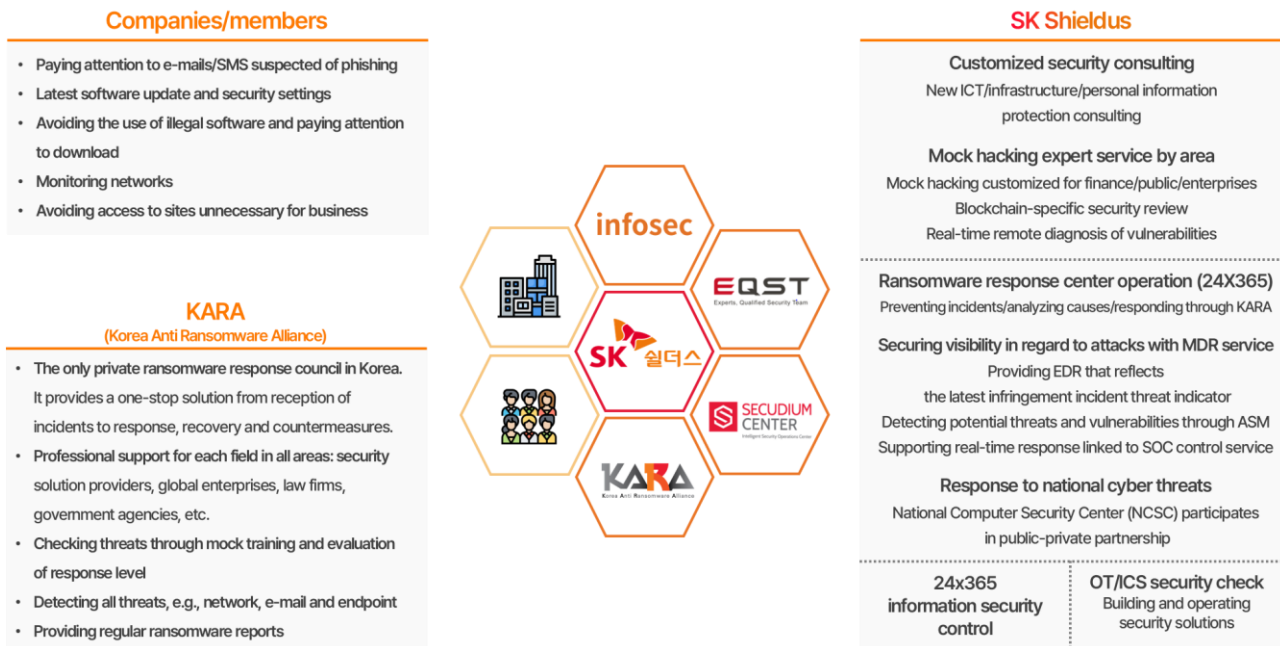 Companies/members
• Paying attention to e-mails/SMS suspected of phishing
• Latest software update and security settings
• Avoiding the use of illegal software and paying attention
to download
• Monitoring networks
• Avoiding access to sites unnecessary for business
KARA
(Korea Anti Ransomware Alliance)
• The only private ransomware response council in Korea.
It provides a one-stop solution from reception of
incidents to response, recovery and countermeasures.
• Professional support for each field in all areas: security
solution providers, global enterprises, law firms,
government agencies, etc.
• Checking threats through mock training and evaluation
of response level
• Detecting all threats, e.g., network, e-mail and endpoint
• Providing regular ransomware reports
infosec
EQST
Experts, Qualified Security Team
SK 쉴더스
SECUDIUM
CENTER
Intelligent Security Operations Center
KARA
Korea Anti Ransomware Alliance
SK Shieldus
Customized security consulting
New ICT/infrastructure/personal information
protection consulting
Mock hacking expert service by area
Mock hacking customized for finance/public/enterprises
Blockchain-specific security review
Real-time remote diagnosis of vulnerabilities
Ransomware response center operation (24X365)
Preventing incidents/analyzing causes/responding through KARA
Securing visibility in regard to attacks with MDR service
Providing EDR that reflects
the latest infringement incident threat indicator
Detecting potential threats and vulnerabilities through ASM
Supporting real-time response linked to SOC control service
Response to national cyber threats
National Computer Security Center (NCSC) participates
in public-private partnership
24x365
information security
control
OT/ICS security check
Building and operating
security solutions